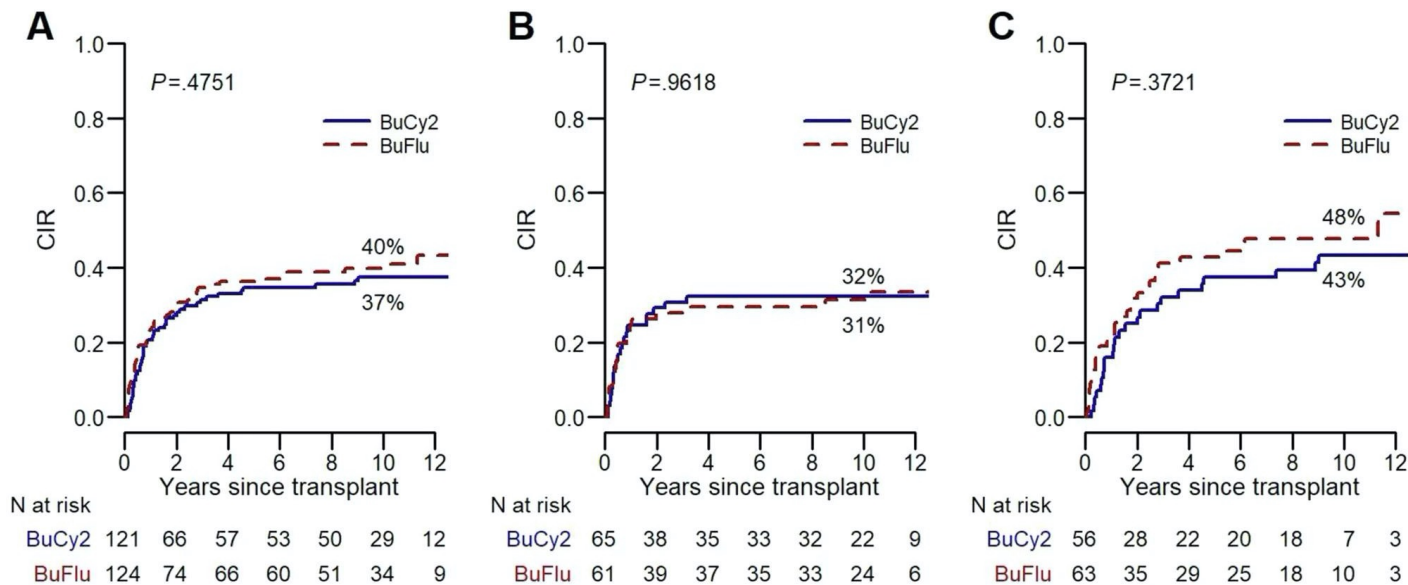 A
P=.4751
BuCy2
BuFlu
CIR
1.0
0.8
0.6
0.4
0.2
0.0
40%
37%
0 2 4 6 8 10 12
Years since transplant
N at risk
BuCy2 121 66 57 53 50 29 12
BuFlu 124 74 66 60 51 34 9
B
P=.9618
BuCy2
BuFlu
CIR
1.0
0.8
0.6
0.4
0.2
0.0
32%
31%
0 2 4 6 8 10 12
Years since transplant
N at risk
BuCy2 65 38 35 33 32 22 9
BuFlu 61 39 37 35 33 24 6
C
P=.3721
BuCy2
BuFlu
CIR
1.0
0.8
0.6
0.4
0.2
0.0
48%
43%
0 2 4 6 8 10 12
Years since transplant
N at risk
BuCy2 56 28 22 20 18 7 3
BuFlu 63 35 29 25 18 10 3